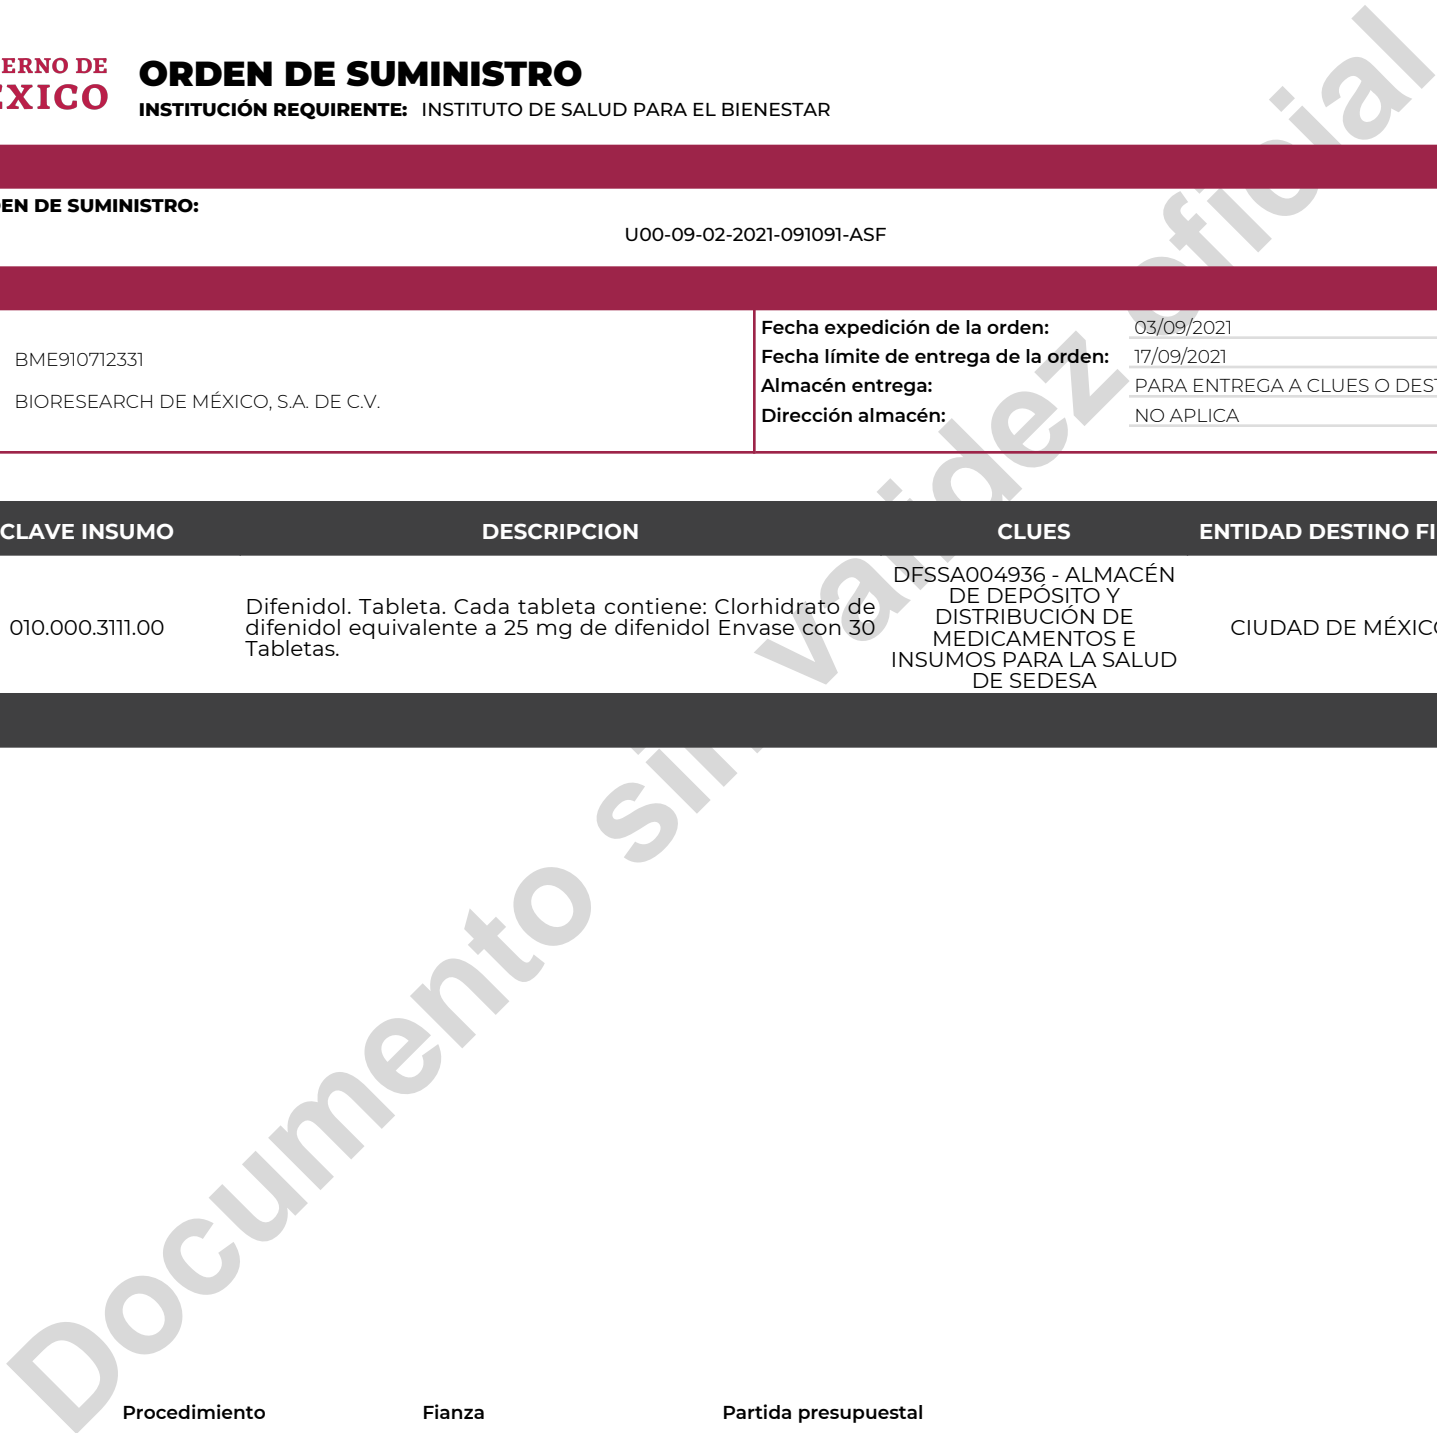 ERNO DE
ÉXICO
ORDEN DE SUMINISTRO
INSTITUCIÓN REQUIRENTE: INSTITUTO DE SALUD PARA EL BIENESTAR
EN DE SUMINISTRO:
U00-09-02-2021-091091-ASF
BME910712331
BIORESEARCH DE MÉXICO, S.A. DE C.V.
Fecha expedición de la orden: 03/09/2021
Fecha límite de entrega de la orden: 17/09/2021
Almacén entrega: PARA ENTREGA A CLUES O DEST
Dirección almacén: NO APLICA
CLAVE INSUMO DESCRIPCION CLUES ENTIDAD DESTINO FI
010.000.3111.00
Difenidol. Tableta. Cada tableta contiene: Clorhidrato de
difenidol equivalente a 25 mg de difenidol Envase con 30
Tabletas.
DFSSA004936 - ALMACÉN
DE DEPÓSITO Y
DISTRIBUCIÓN DE
MEDICAMENTOS E
INSUMOS PARA LA SALUD
DE SEDESA
CIUDAD DE MÉXICO
Documento sin validez oficial
Procedimiento Fianza Partida presupuestal